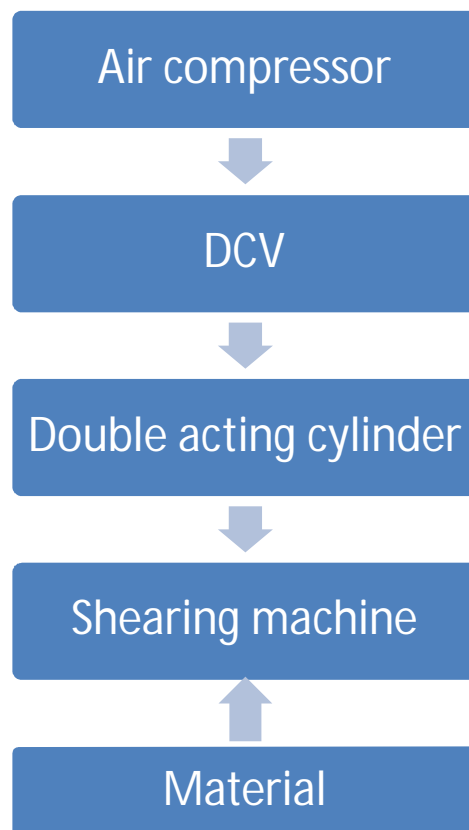 Air compressor
DCV
Double acting cylinder
Shearing machine
Material